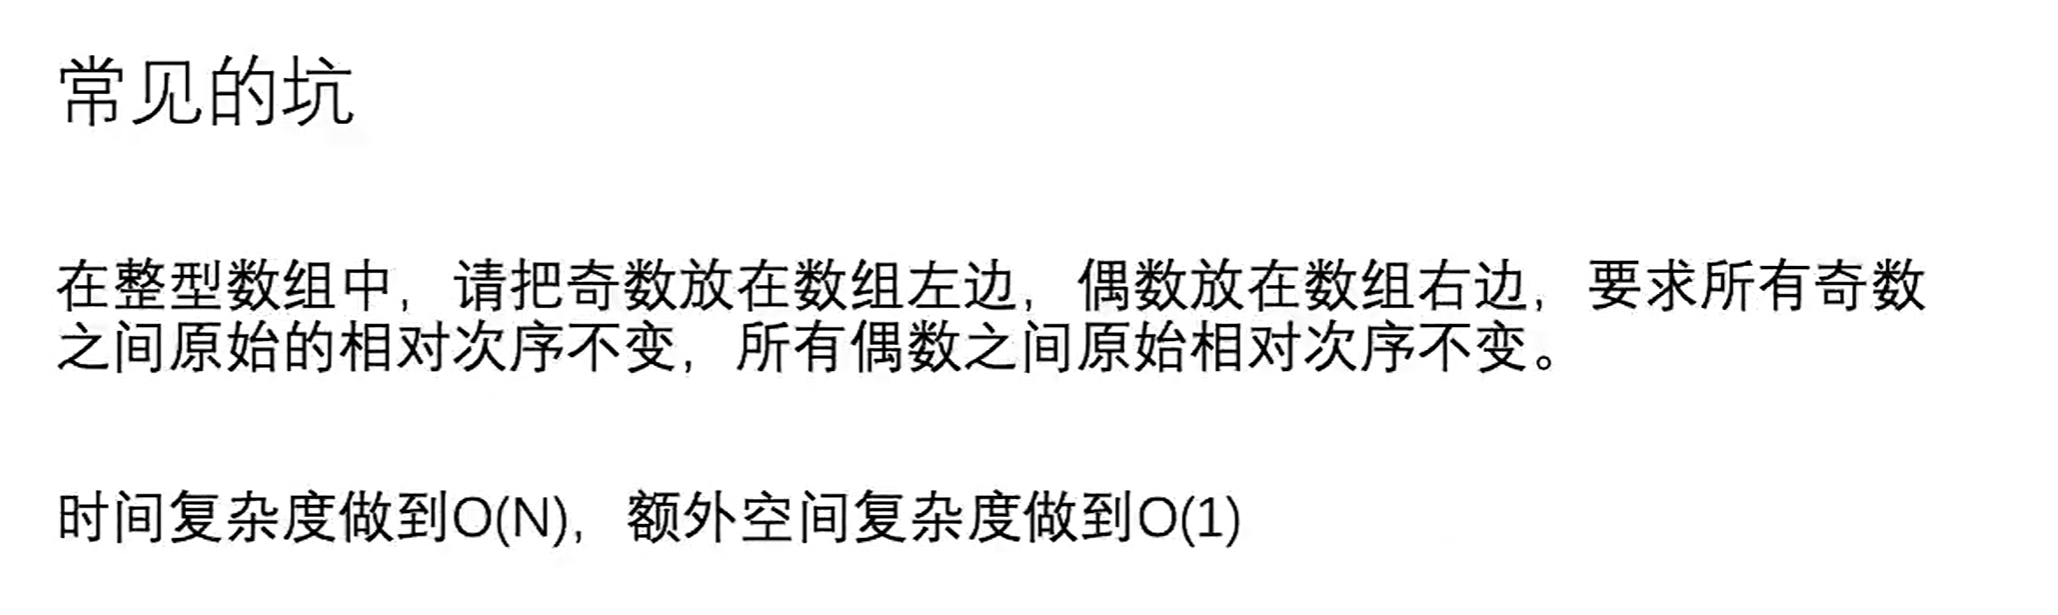 常见的坑
在整型数组中，请把奇数放在数组左边，偶数放在数组右边，要求所有奇数
之间原始的相对次序不变，所有偶数之间原始相对次序不变。
时间复杂度做到O(N)，额外空间复杂度做到O(1)